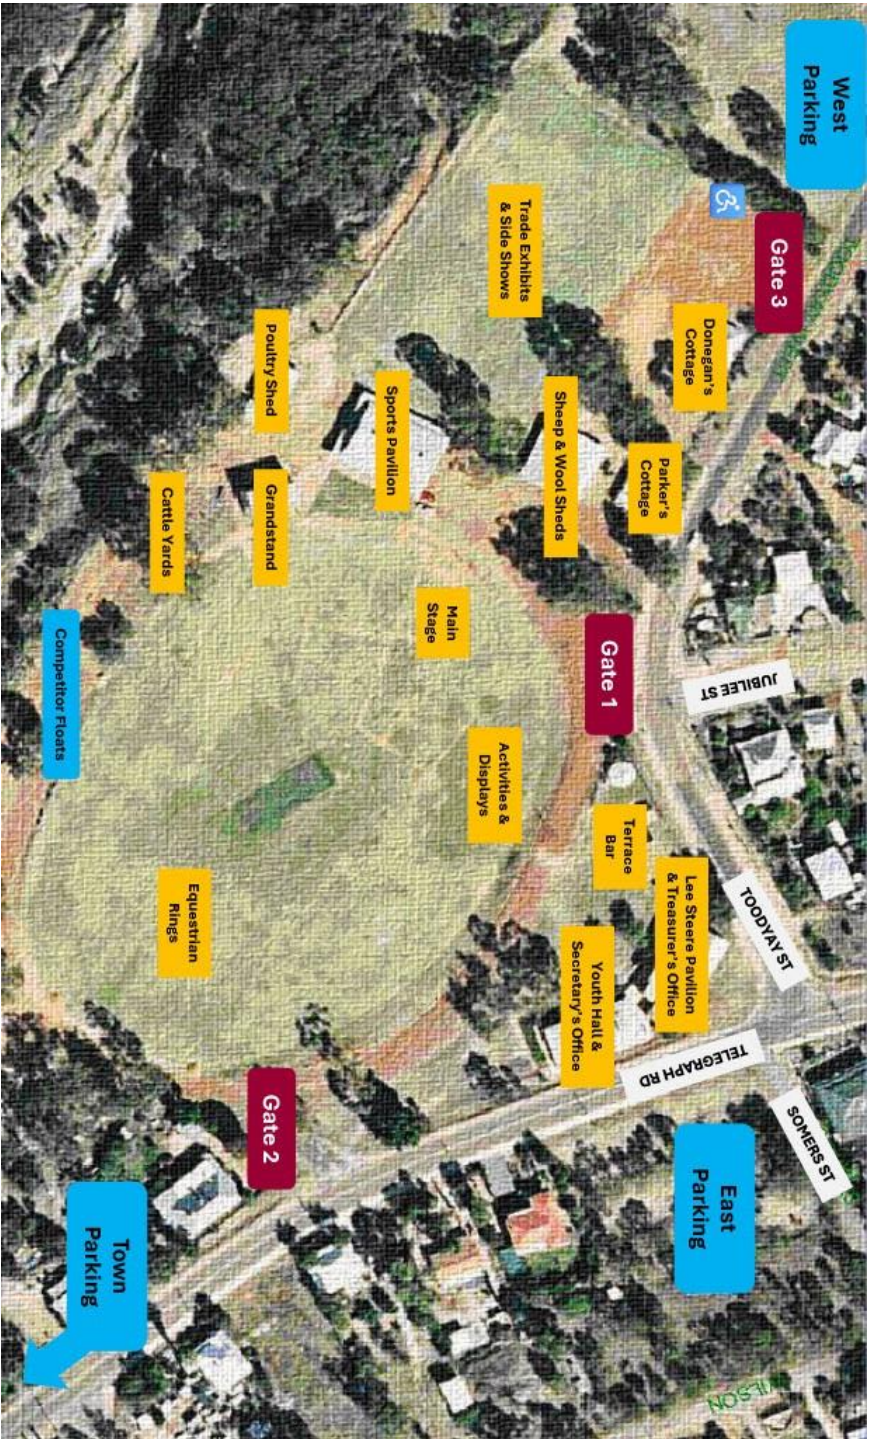 West
Parking
Gate 3
SOMERS ST
TOODYAY ST
JUBILEE ST
Donegan's
Cottage
Parker's
Cottage
Lee Steere Pavilion
& Treasurer's Office
TELEGRAPH RD
East
Parking
Gate 1
Terrace
Bar
Youth Hall &
Secretary's Office
Sheep & Wool Sheds
Trade Exhibits
& Side Shows
Activities &
Displays
Main
Stage
Sports Pavilion
Poultry Shed
Grandstand
Gate 2
Cattle Yards
Equestrian
Rings
Town
Parking
Competitor Floats